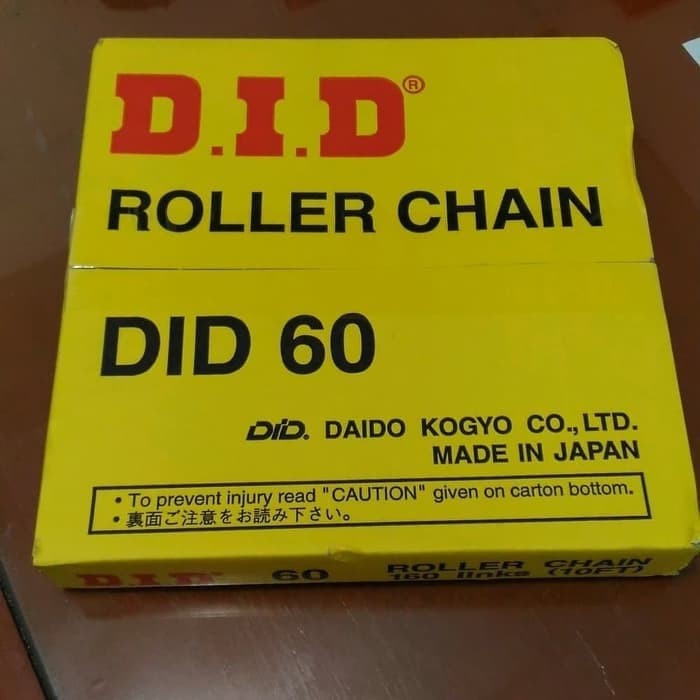 D.I.D®
ROLLER CHAIN
DID 60
DID. DAIDO KOGYO CO., LTD.
MADE IN JAPAN
• To prevent injury read "CAUTION" given on carton bottom.
• 裏面ご注意をお読み下さい。
D.I.D® 60 ROLLER CHAIN
160 links (10FT)